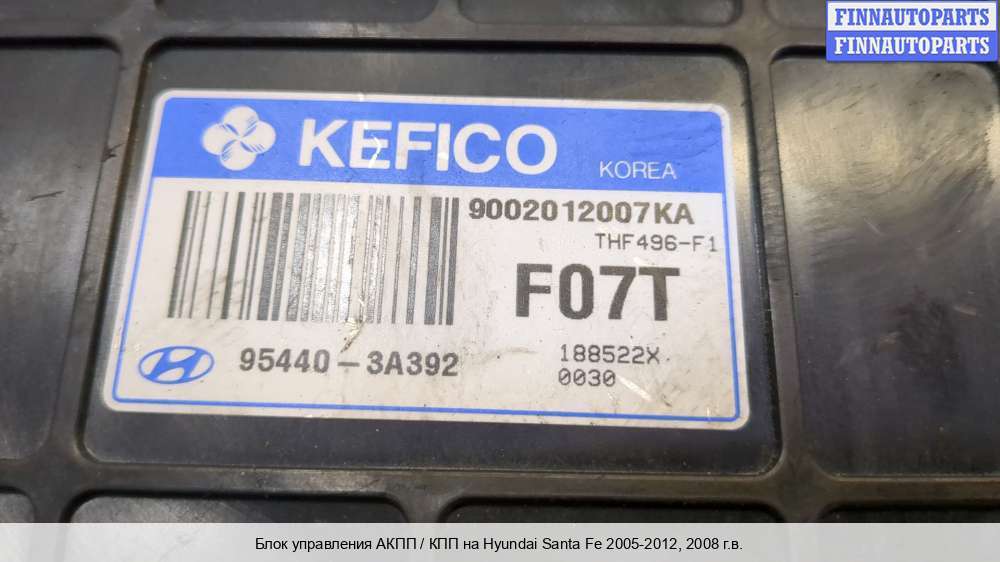 FINNAUTOPARTS
FINNAUTOPARTS
KEFICO
KOREA
9002012007KA
THF496-F1
F07T
95440-3A392
188522X
0030
Блок управления АКПП / КПП на Hyundai Santa Fe 2005-2012, 2008 г.в.